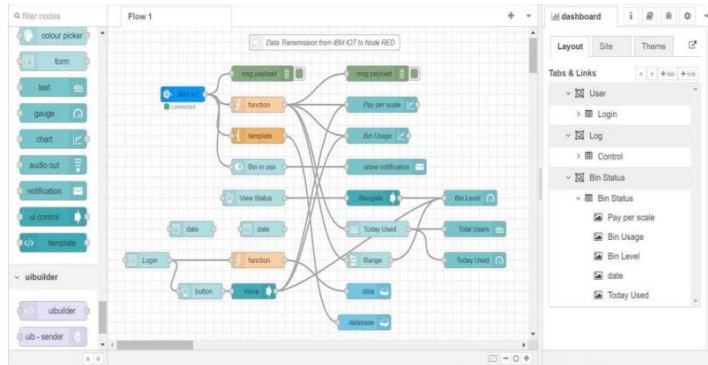 filter nodes
colour picker
form
text
gauge
chart
audio out
notification
ui control
template
uibuilder
uibuilder
uib - sender
Flow 1
Data Transmission from IBM IOT to Node RED
connected
msg.payload
function
template
Bin in use
View Status
date
date
Login
function
button
move
msg.payload
Pay per scale
Bin Usage
show notification
Navigate
Bin Level
Today Used
Total Users
Range
Today Used
date
database
dashboard
Layout
Site
Theme
Tabs & Links
+tab
+link
User
Login
Log
Control
Bin Status
Bin Status
Pay per scale
Bin Usage
Bin Level
date
Today Used